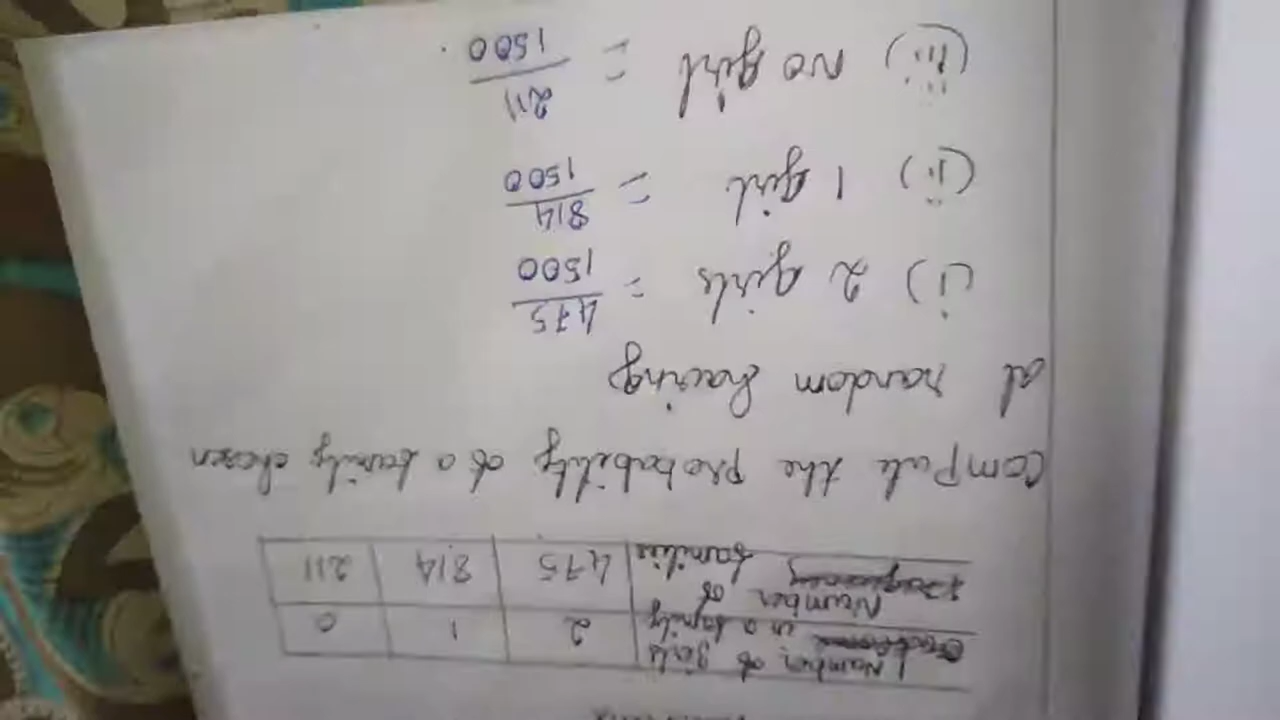 Number of girls in a family 2 1 0
Number of families 475 814 211
Compute the probability of a family chosen
at random having
(i) 2 girls = 475/1500
(ii) 1 girl = 814/1500
(iii) No girl = 211/1500.